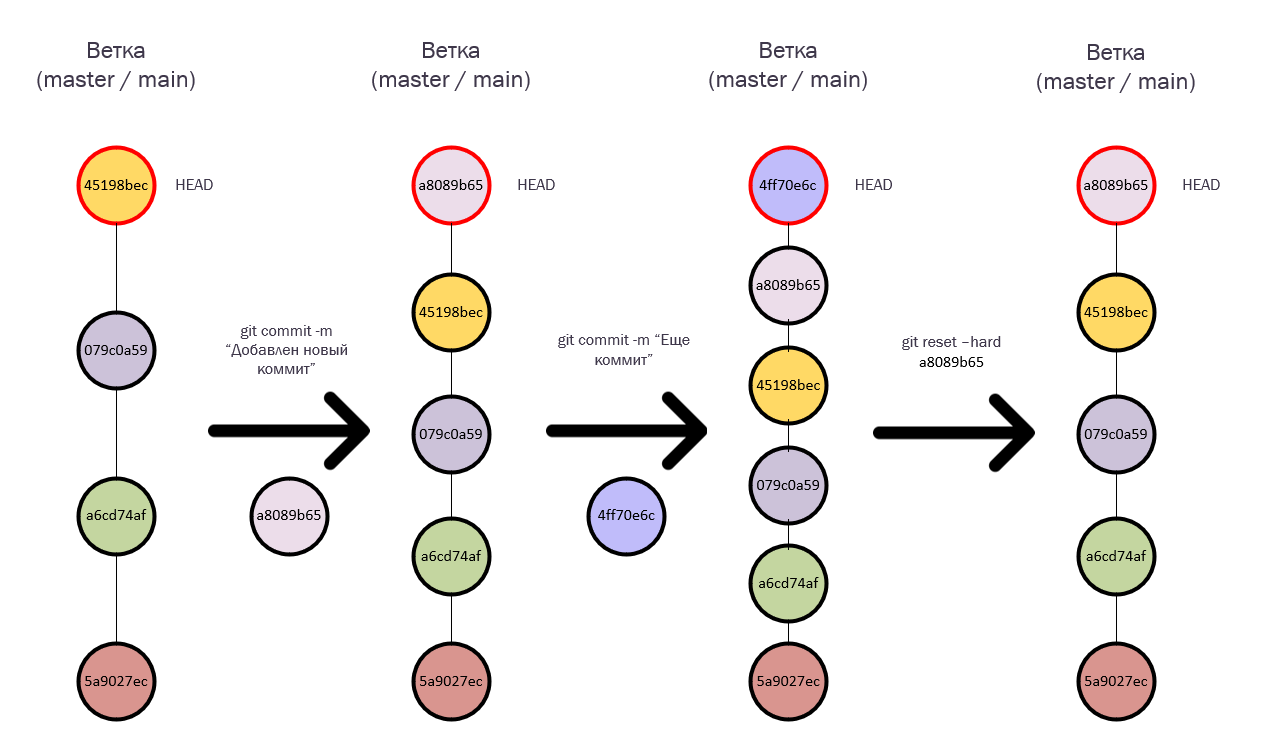 Ветка
(master / main)
45198bec
HEAD
079c0a59
a6cd74af
5a9027ec
git commit -m
“Добавлен новый
коммит”
a8089b65
Ветка
(master / main)
a8089b65
HEAD
45198bec
079c0a59
a6cd74af
5a9027ec
git commit -m “Еще
коммит”
4ff70e6c
Ветка
(master / main)
4ff70e6c
HEAD
a8089b65
45198bec
079c0a59
a6cd74af
5a9027ec
git reset –hard
a8089b65
Ветка
(master / main)
a8089b65
HEAD
45198bec
079c0a59
a6cd74af
5a9027ec